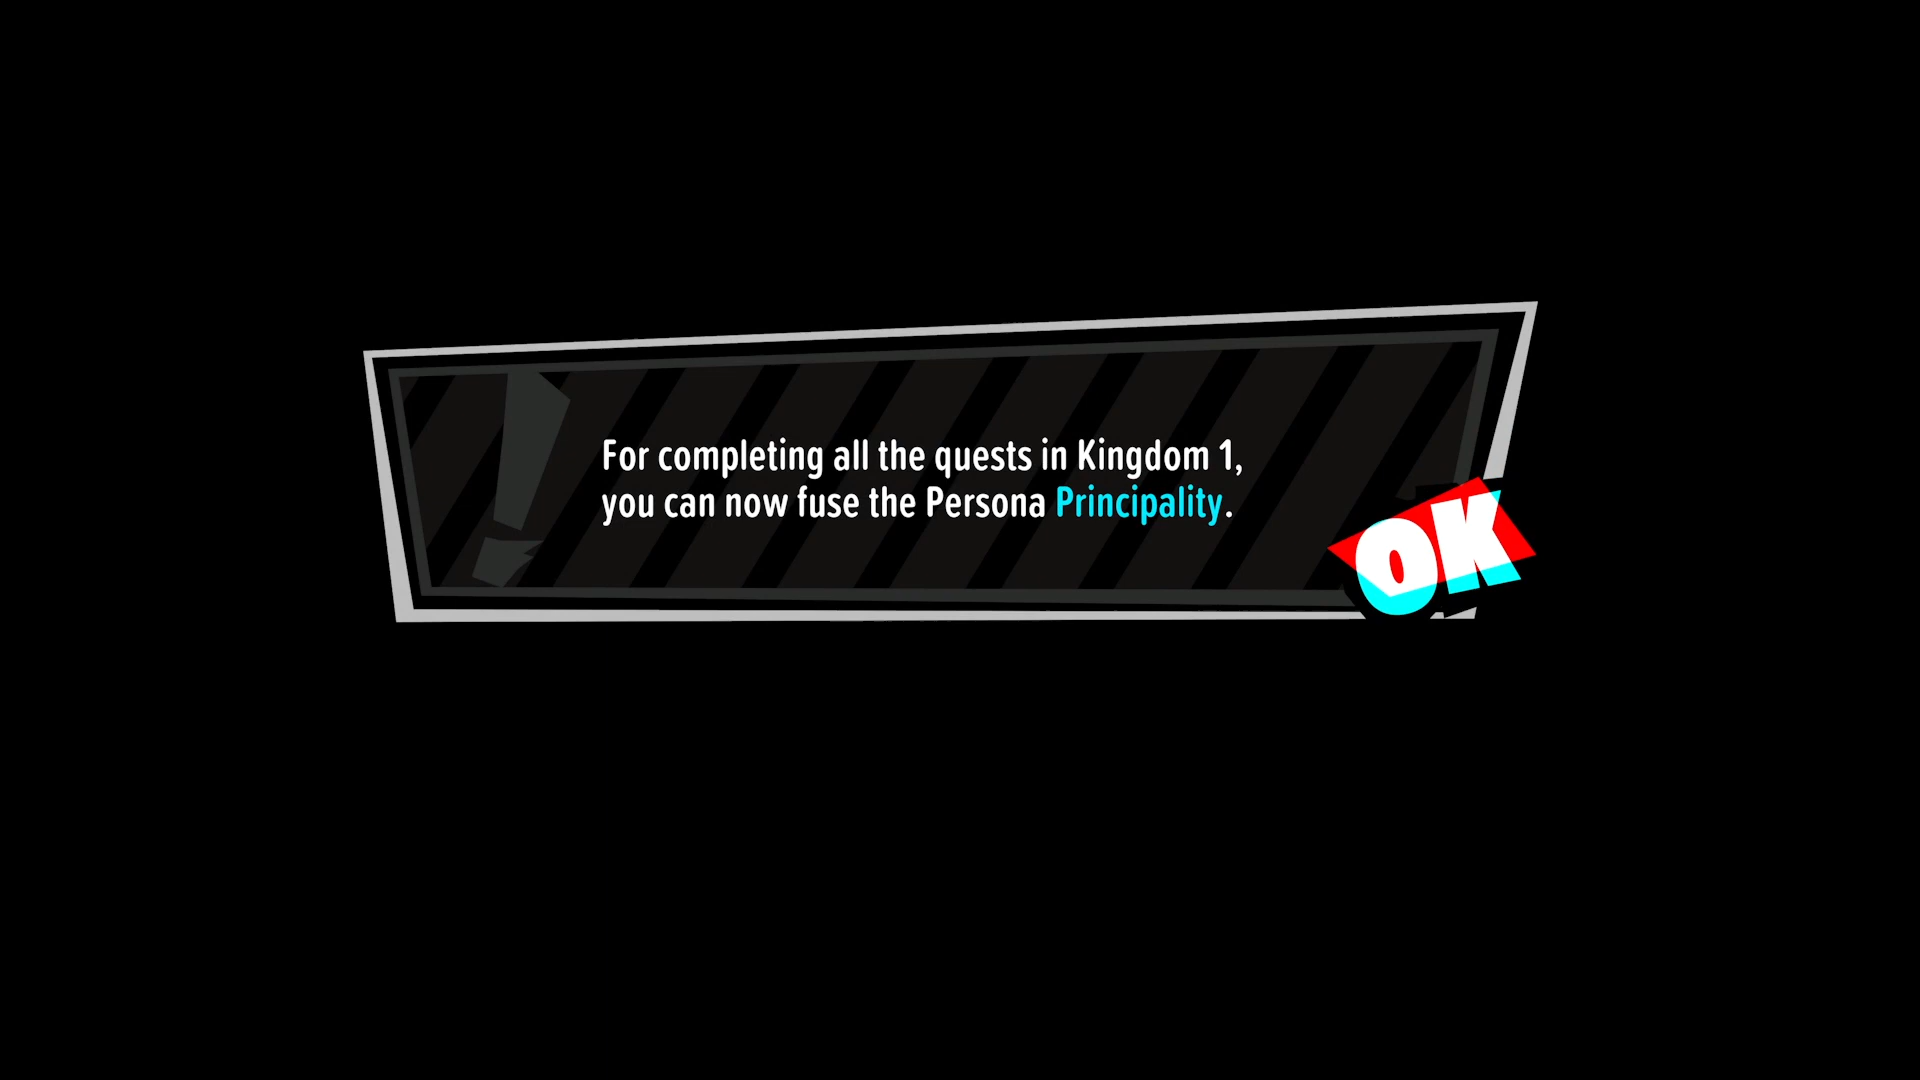 For completing all the quests in Kingdom 1,
you can now fuse the Persona Principality.
OK